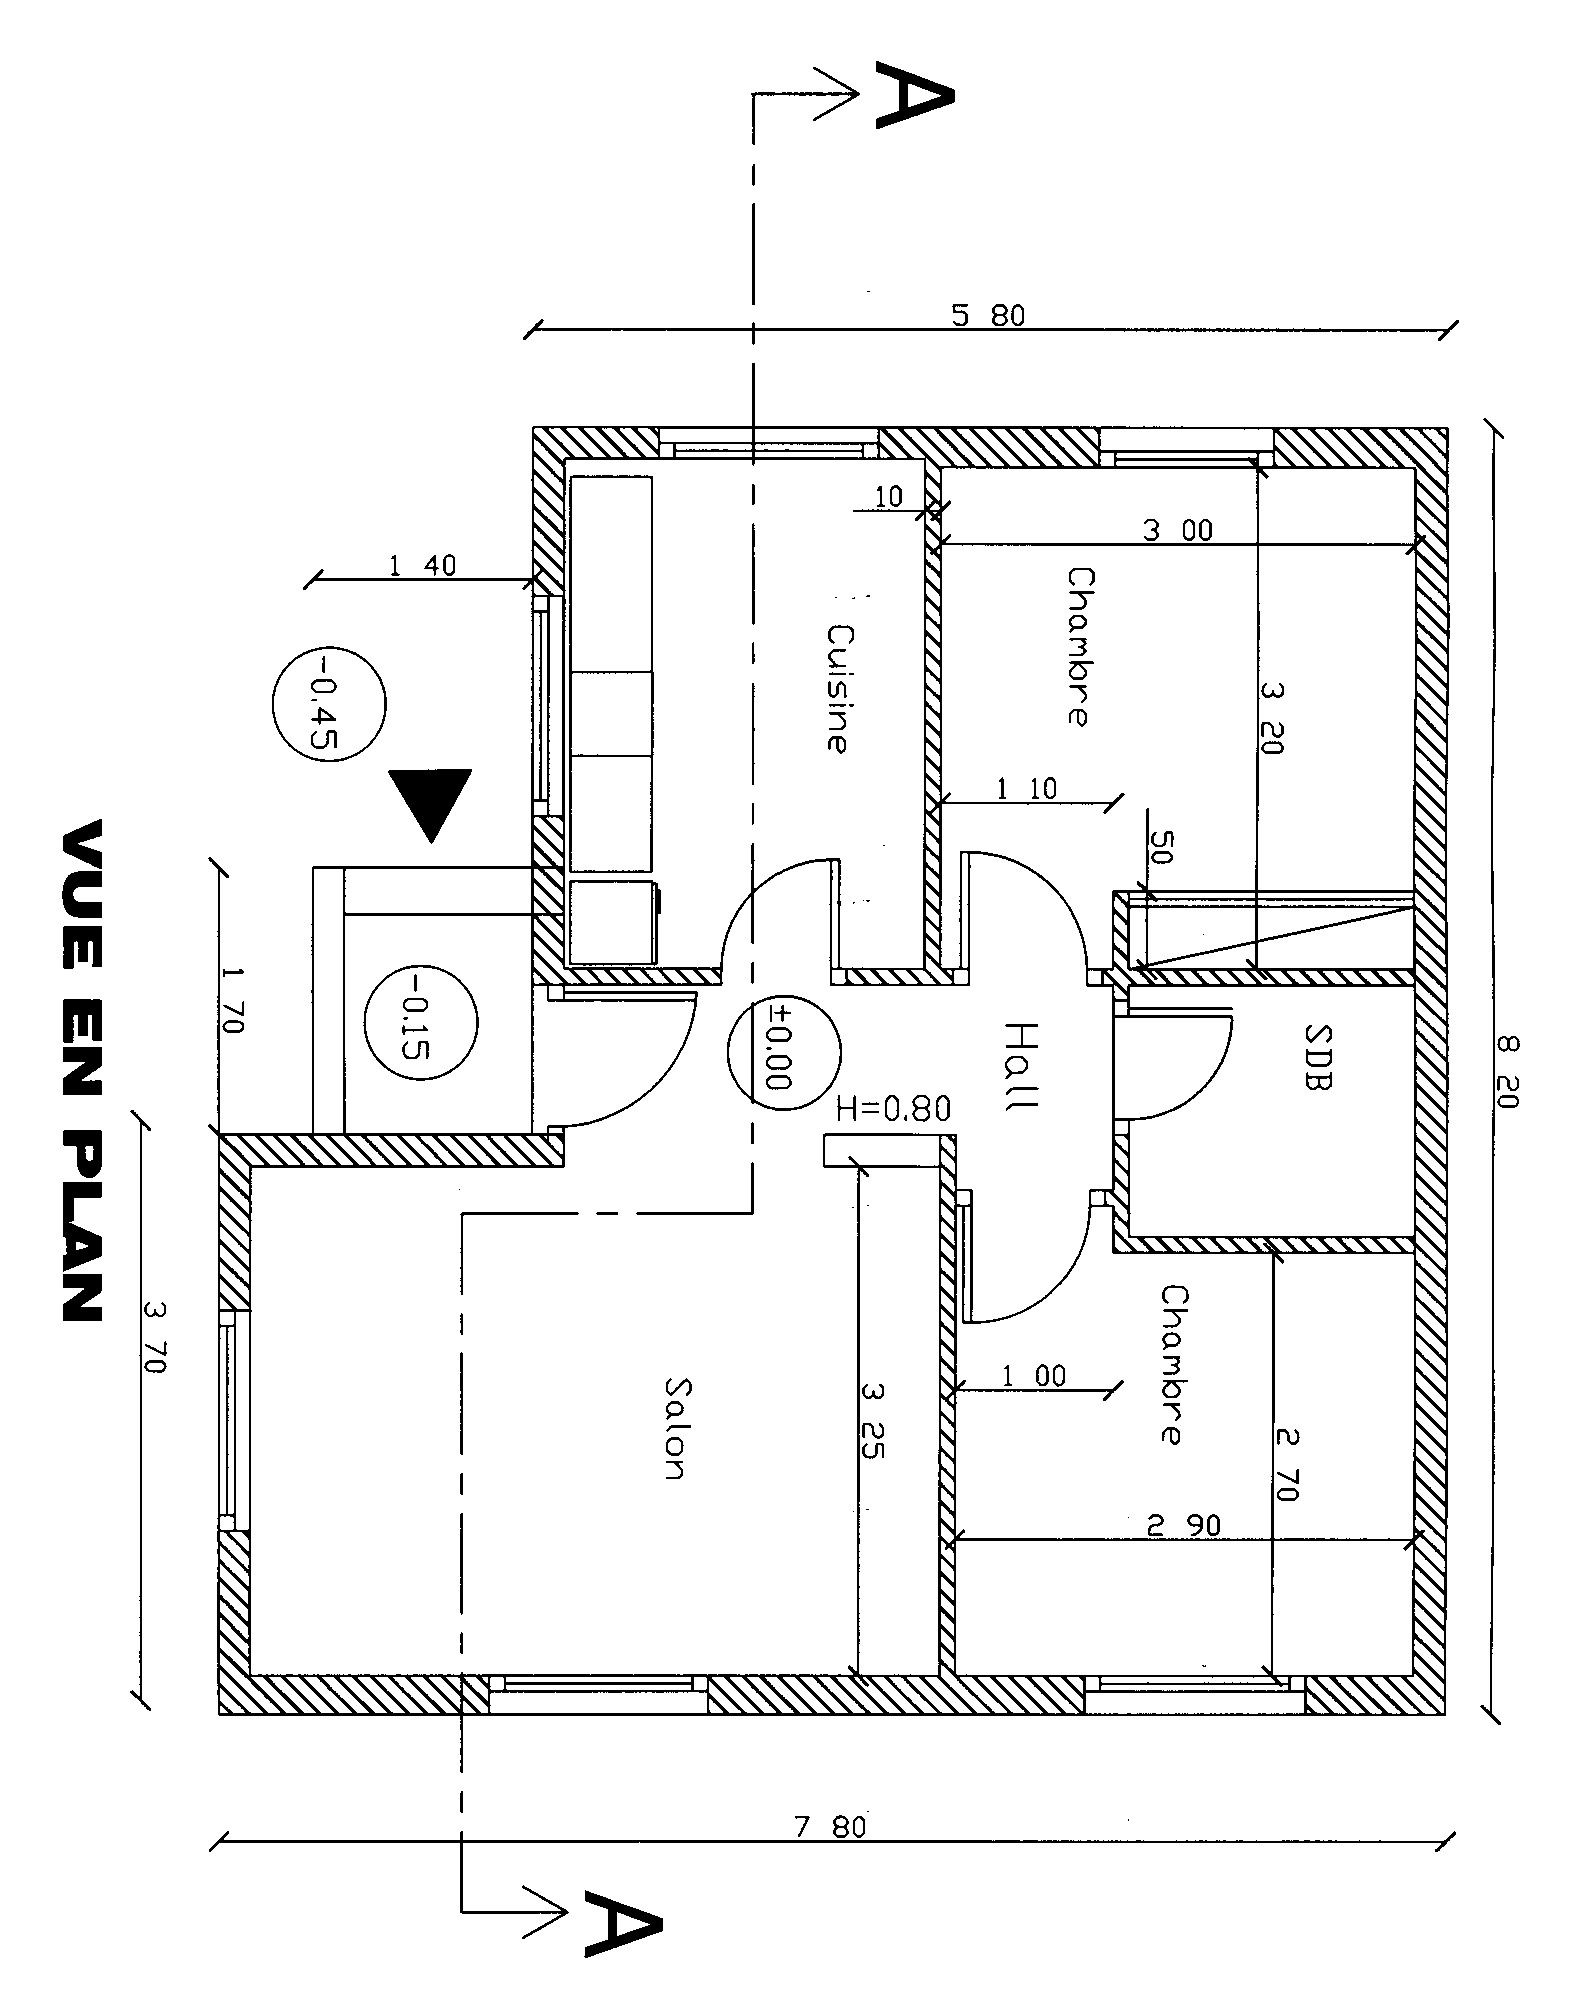 A
5 80
10
3 00
1 40
Chambre
Cuisine
-0.45
3 20
1 10
50
1 70
-0.15
±0.00
Hall
SDB
8 20
H=0.80
VUE EN PLAN
3 70
Salon
3 25
Chambre
1 00
2 70
2 90
7 80
A